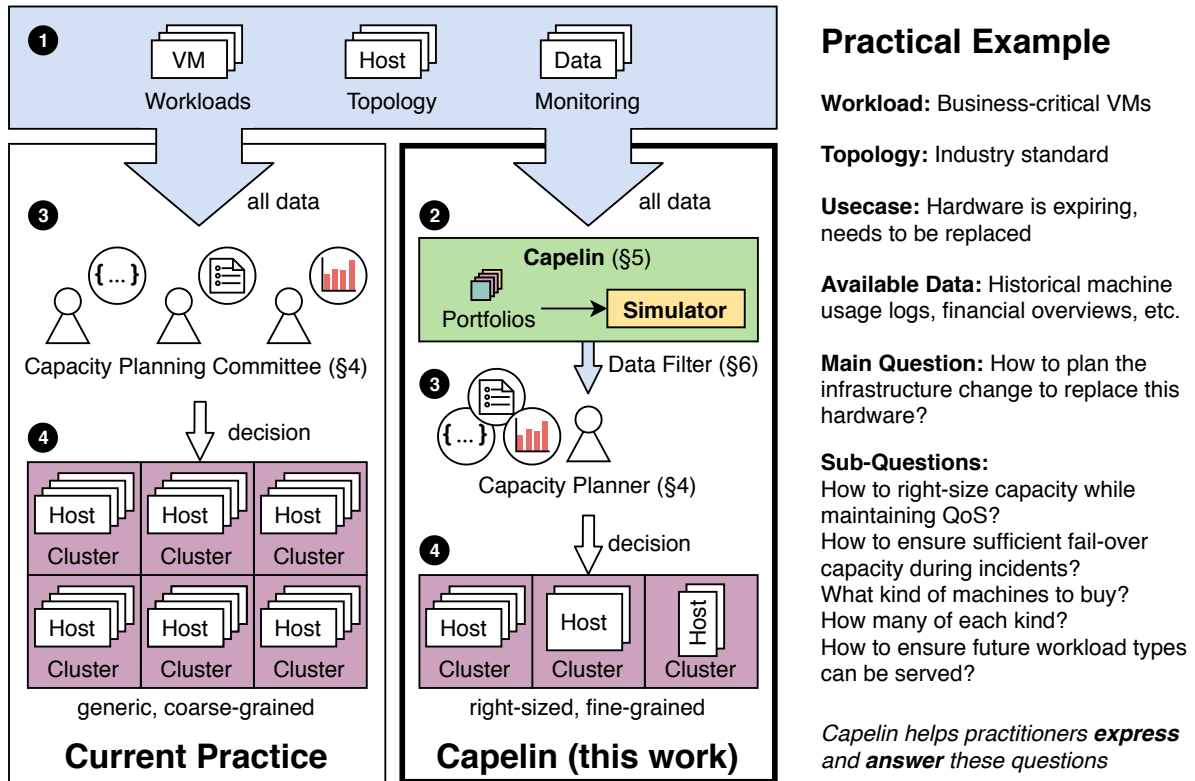 1
VM
Host
Data
Workloads
Topology
Monitoring
all data
3
{ ... }
Capacity Planning Committee (§4)
decision
4
Host
Host
Host
Cluster
Cluster
Cluster
Host
Host
Host
Cluster
Cluster
Cluster
generic, coarse-grained
Current Practice
all data
2
Capelin (§5)
Portfolios
Simulator
Data Filter (§6)
3
{ ... }
Capacity Planner (§4)
decision
4
Host
Host
Host
Cluster
Cluster
Cluster
right-sized, fine-grained
Capelin (this work)
Practical Example
Workload: Business-critical VMs
Topology: Industry standard
Usecase: Hardware is expiring,
needs to be replaced
Available Data: Historical machine
usage logs, financial overviews, etc.
Main Question: How to plan the
infrastructure change to replace this
hardware?
Sub-Questions:
How to right-size capacity while
maintaining QoS?
How to ensure sufficient fail-over
capacity during incidents?
What kind of machines to buy?
How many of each kind?
How to ensure future workload types
can be served?
Capelin helps practitioners express
and answer these questions